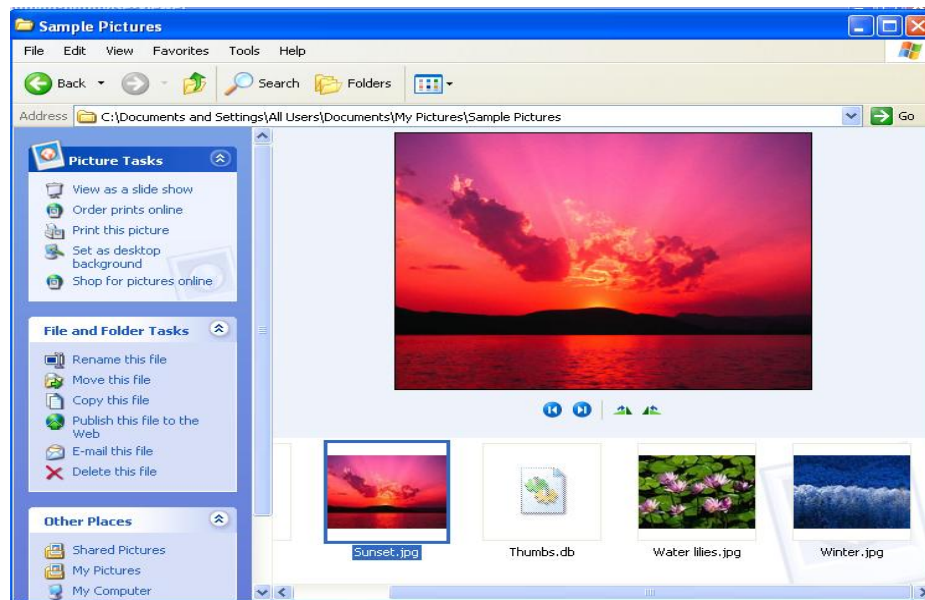 Sample Pictures
File Edit View Favorites Tools Help
Back Search Folders
Address C:\Documents and Settings\All Users\Documents\My Pictures\Sample Pictures Go
Picture Tasks
View as a slide show
Order prints online
Print this picture
Set as desktop
background
Shop for pictures online
File and Folder Tasks
Rename this file
Move this file
Copy this file
Publish this file to the
Web
E-mail this file
Delete this file
Other Places
Shared Pictures
My Pictures
My Computer
Sunset.jpg Thumbs.db Water lilies.jpg Winter.jpg